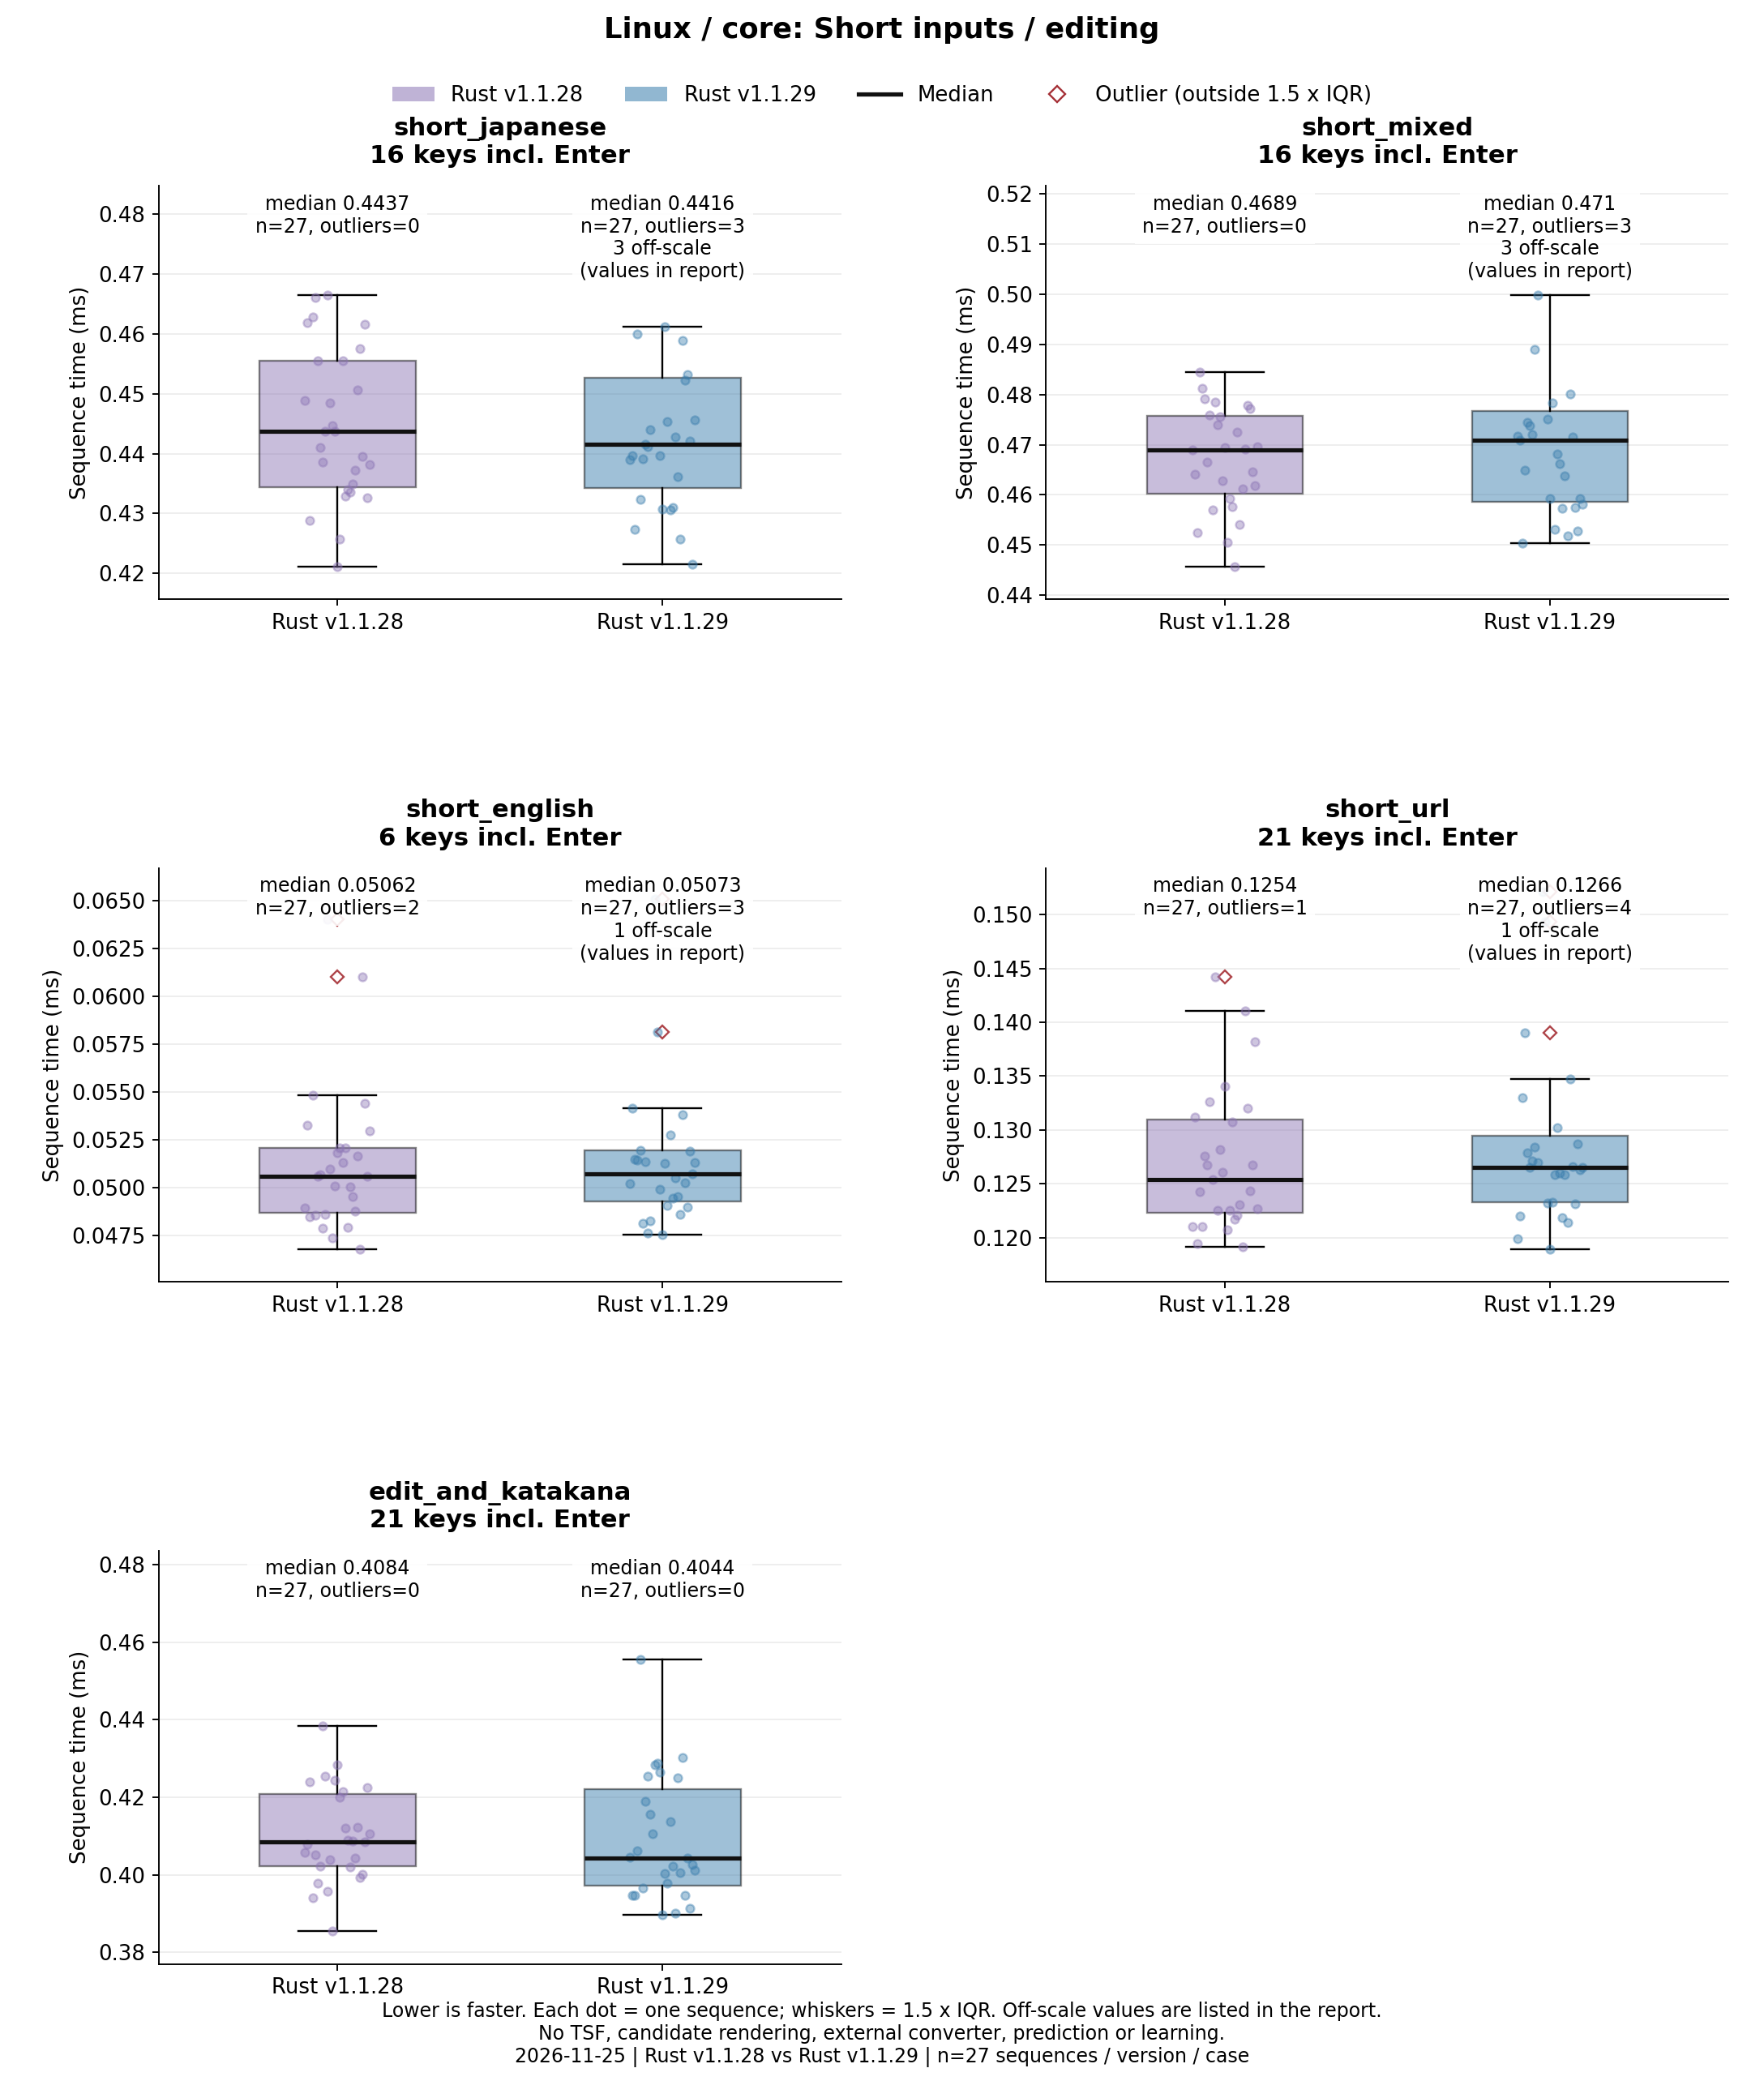 Linux / core: Short inputs / editing
Rust v1.1.28
Rust v1.1.29
Median
Outlier (outside 1.5 x IQR)
short_japanese
16 keys incl. Enter
median 0.4437
n=27, outliers=0
median 0.4416
n=27, outliers=3
3 off-scale
(values in report)
Sequence time (ms)
0.48
0.47
0.46
0.45
0.44
0.43
0.42
Rust v1.1.28
Rust v1.1.29
short_mixed
16 keys incl. Enter
median 0.4689
n=27, outliers=0
median 0.471
n=27, outliers=3
3 off-scale
(values in report)
Sequence time (ms)
0.52
0.51
0.50
0.49
0.48
0.47
0.46
0.45
0.44
Rust v1.1.28
Rust v1.1.29
short_english
6 keys incl. Enter
median 0.05062
n=27, outliers=2
median 0.05073
n=27, outliers=3
1 off-scale
(values in report)
Sequence time (ms)
0.0650
0.0625
0.0600
0.0575
0.0550
0.0525
0.0500
0.0475
Rust v1.1.28
Rust v1.1.29
short_url
21 keys incl. Enter
median 0.1254
n=27, outliers=1
median 0.1266
n=27, outliers=4
1 off-scale
(values in report)
Sequence time (ms)
0.150
0.145
0.140
0.135
0.130
0.125
0.120
Rust v1.1.28
Rust v1.1.29
edit_and_katakana
21 keys incl. Enter
median 0.4084
n=27, outliers=0
median 0.4044
n=27, outliers=0
Sequence time (ms)
0.48
0.46
0.44
0.42
0.40
0.38
Rust v1.1.28
Rust v1.1.29
Lower is faster. Each dot = one sequence; whiskers = 1.5 x IQR. Off-scale values are listed in the report.
No TSF, candidate rendering, external converter, prediction or learning.
2026-11-25 | Rust v1.1.28 vs Rust v1.1.29 | n=27 sequences / version / case